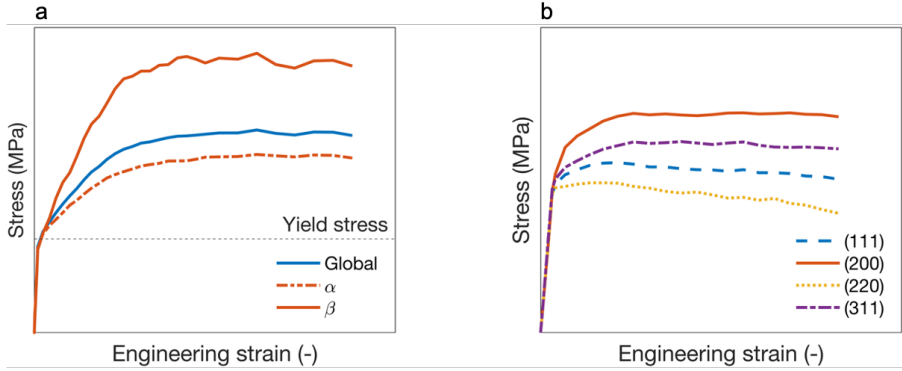 a
Stress (MPa)
Yield stress
Global
α
β
Engineering strain (-)
b
Stress (MPa)
(111)
(200)
(220)
(311)
Engineering strain (-)